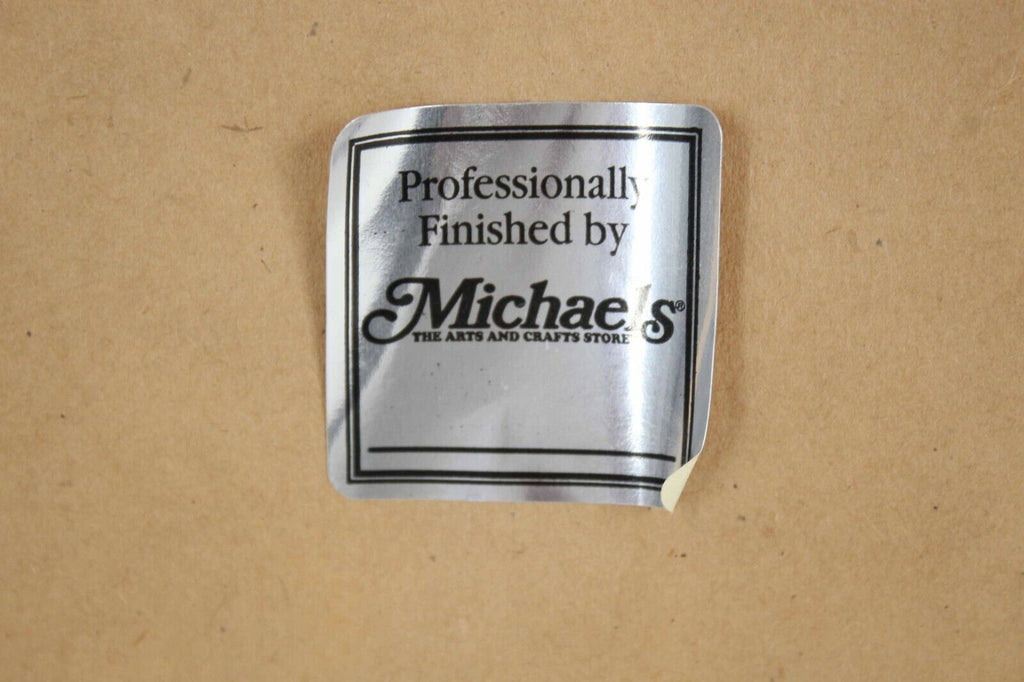 Professionally
Finished by
Michaels®
THE ARTS AND CRAFTS STORE